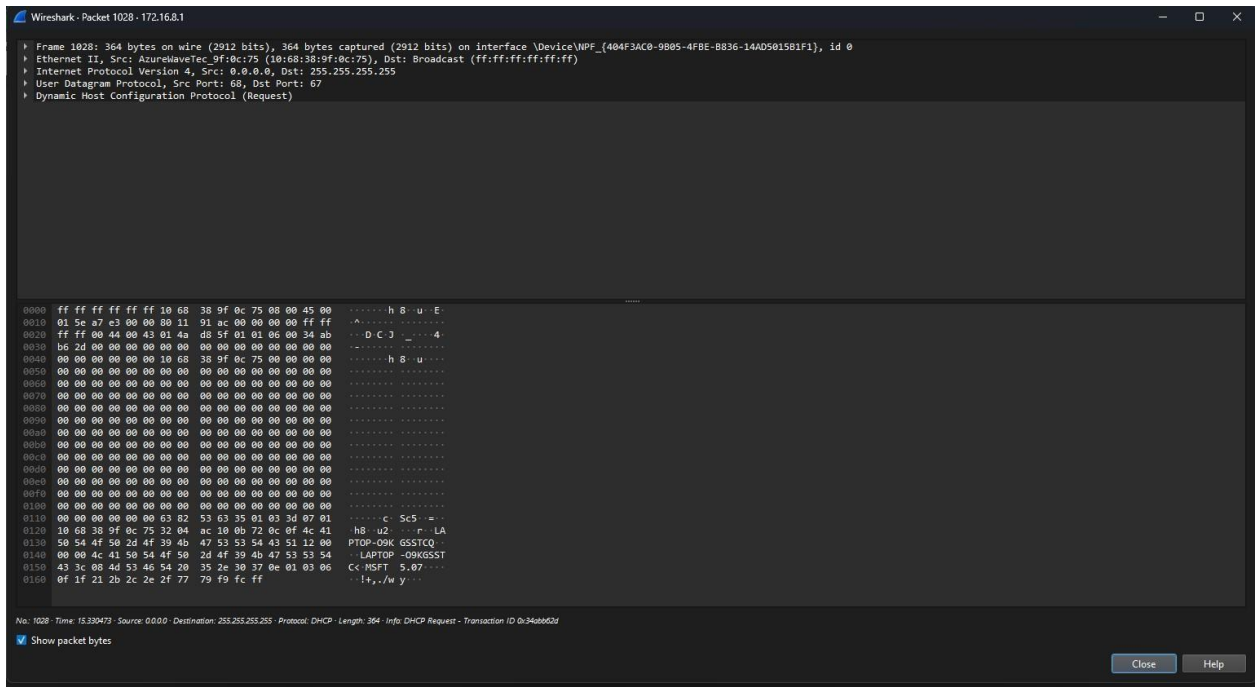 Wireshark · Packet 1028 · 172.16.8.1
Frame 1028: 364 bytes on wire (2912 bits), 364 bytes captured (2912 bits) on interface \Device\NPF_{404F3AC0-9B05-4FBE-B836-14AD5015B1F1}, id 0
Ethernet II, Src: AzureWaveTec_9f:0c:75 (10:68:38:9f:0c:75), Dst: Broadcast (ff:ff:ff:ff:ff:ff)
Internet Protocol Version 4, Src: 0.0.0.0, Dst: 255.255.255.255
User Datagram Protocol, Src Port: 68, Dst Port: 67
Dynamic Host Configuration Protocol (Request)
0000 ff ff ff ff ff ff 10 68 38 9f 0c 75 08 00 45 00 ·······h 8··u··E·
0010 01 5e a7 e3 00 00 80 11 91 ac 00 00 00 00 ff ff ·^······ ········
0020 ff ff 00 44 00 43 01 4a d8 5f 01 01 06 00 34 ab ···D·C·J ·_····4·
0030 b6 2d 00 00 00 00 00 00 00 00 00 00 00 00 00 00 ·-······ ········
0040 00 00 00 00 00 00 10 68 38 9f 0c 75 00 00 00 00 ·······h 8··u····
0050 00 00 00 00 00 00 00 00 00 00 00 00 00 00 00 00 ········ ········
0060 00 00 00 00 00 00 00 00 00 00 00 00 00 00 00 00 ········ ········
0070 00 00 00 00 00 00 00 00 00 00 00 00 00 00 00 00 ········ ········
0080 00 00 00 00 00 00 00 00 00 00 00 00 00 00 00 00 ········ ········
0090 00 00 00 00 00 00 00 00 00 00 00 00 00 00 00 00 ········ ········
00a0 00 00 00 00 00 00 00 00 00 00 00 00 00 00 00 00 ········ ········
00b0 00 00 00 00 00 00 00 00 00 00 00 00 00 00 00 00 ········ ········
00c0 00 00 00 00 00 00 00 00 00 00 00 00 00 00 00 00 ········ ········
00d0 00 00 00 00 00 00 00 00 00 00 00 00 00 00 00 00 ········ ········
00e0 00 00 00 00 00 00 00 00 00 00 00 00 00 00 00 00 ········ ········
00f0 00 00 00 00 00 00 00 00 00 00 00 00 00 00 00 00 ········ ········
0100 00 00 00 00 00 00 00 00 00 00 00 00 00 00 00 00 ········ ········
0110 00 00 00 00 00 00 63 82 53 63 35 01 03 3d 07 01 ······c· Sc5··=··
0120 10 68 38 9f 0c 75 32 04 ac 10 0b 72 0c 0f 4c 41 ·h8··u2· ···r··LA
0130 50 54 4f 50 2d 4f 39 4b 47 53 53 54 43 51 12 00 PTOP-O9K GSSTCQ··
0140 00 00 4c 41 50 54 4f 50 2d 4f 39 4b 47 53 53 54 ··LAPTOP -O9KGSST
0150 43 3c 08 4d 53 46 54 20 35 2e 30 37 0e 01 03 06 C<·MSFT 5.07····
0160 0f 1f 21 2b 2c 2e 2f 77 79 f9 fc ff ··!+,./w y···
No.: 1028 · Time: 15.330473 · Source: 0.0.0.0 · Destination: 255.255.255.255 · Protocol: DHCP · Length: 364 · Info: DHCP Request - Transaction ID 0x34abb62d
Show packet bytes
Close Help